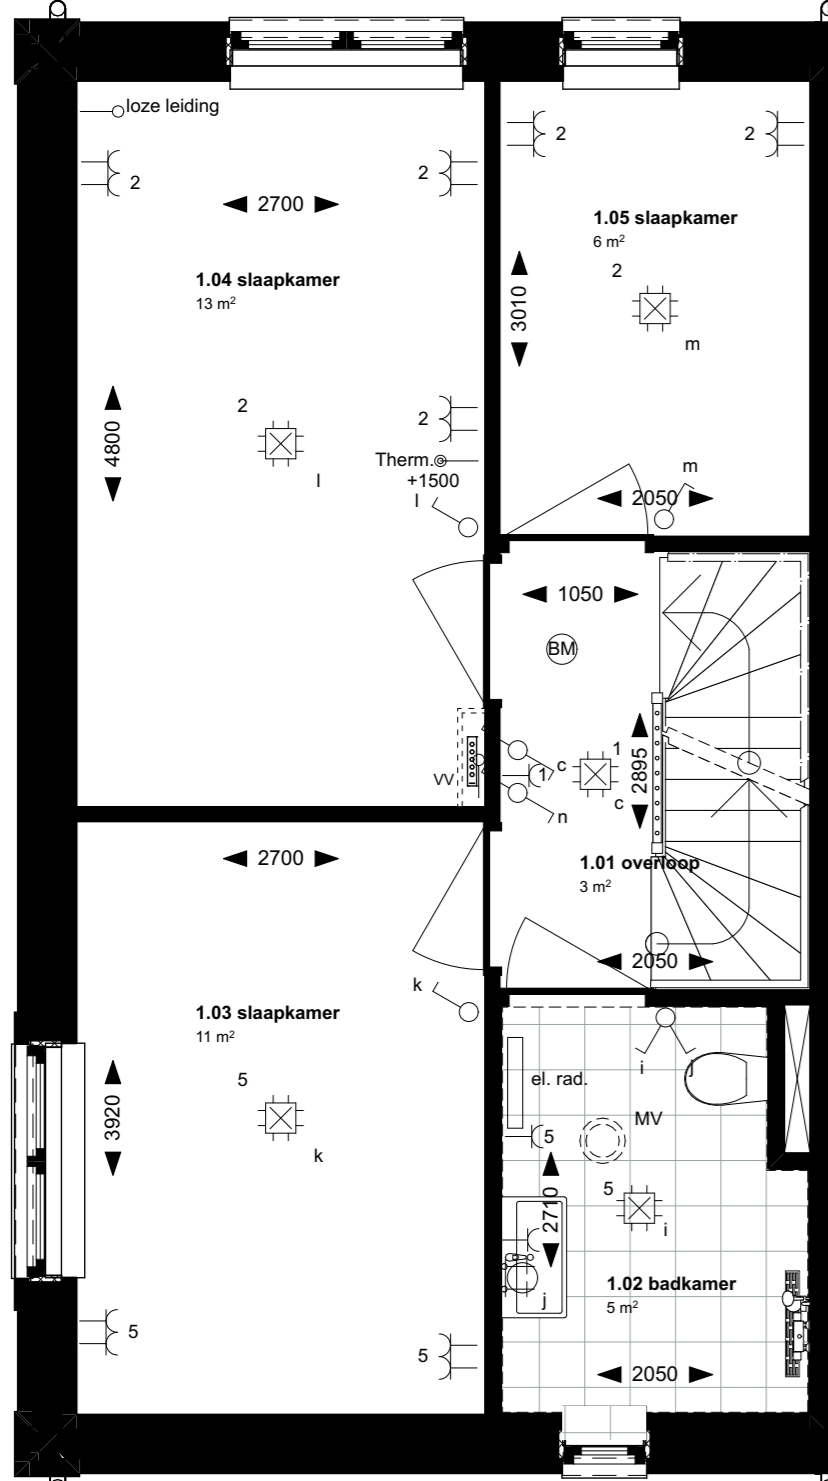 loze leiding
2
2
2700
1.04 slaapkamer
13 m²
4800
2
l
2
Therm.
+1500
l
2
2
1.05 slaapkamer
6 m²
3010
2
m
m
2050
1050
BM
VV
c
1
1
c
n
2895
1.01 overloop
3 m²
2050
2700
k
1.03 slaapkamer
11 m²
3920
5
k
5
5
i
j
el. rad.
MV
5
2710
5
i
1.02 badkamer
5 m²
j
2050